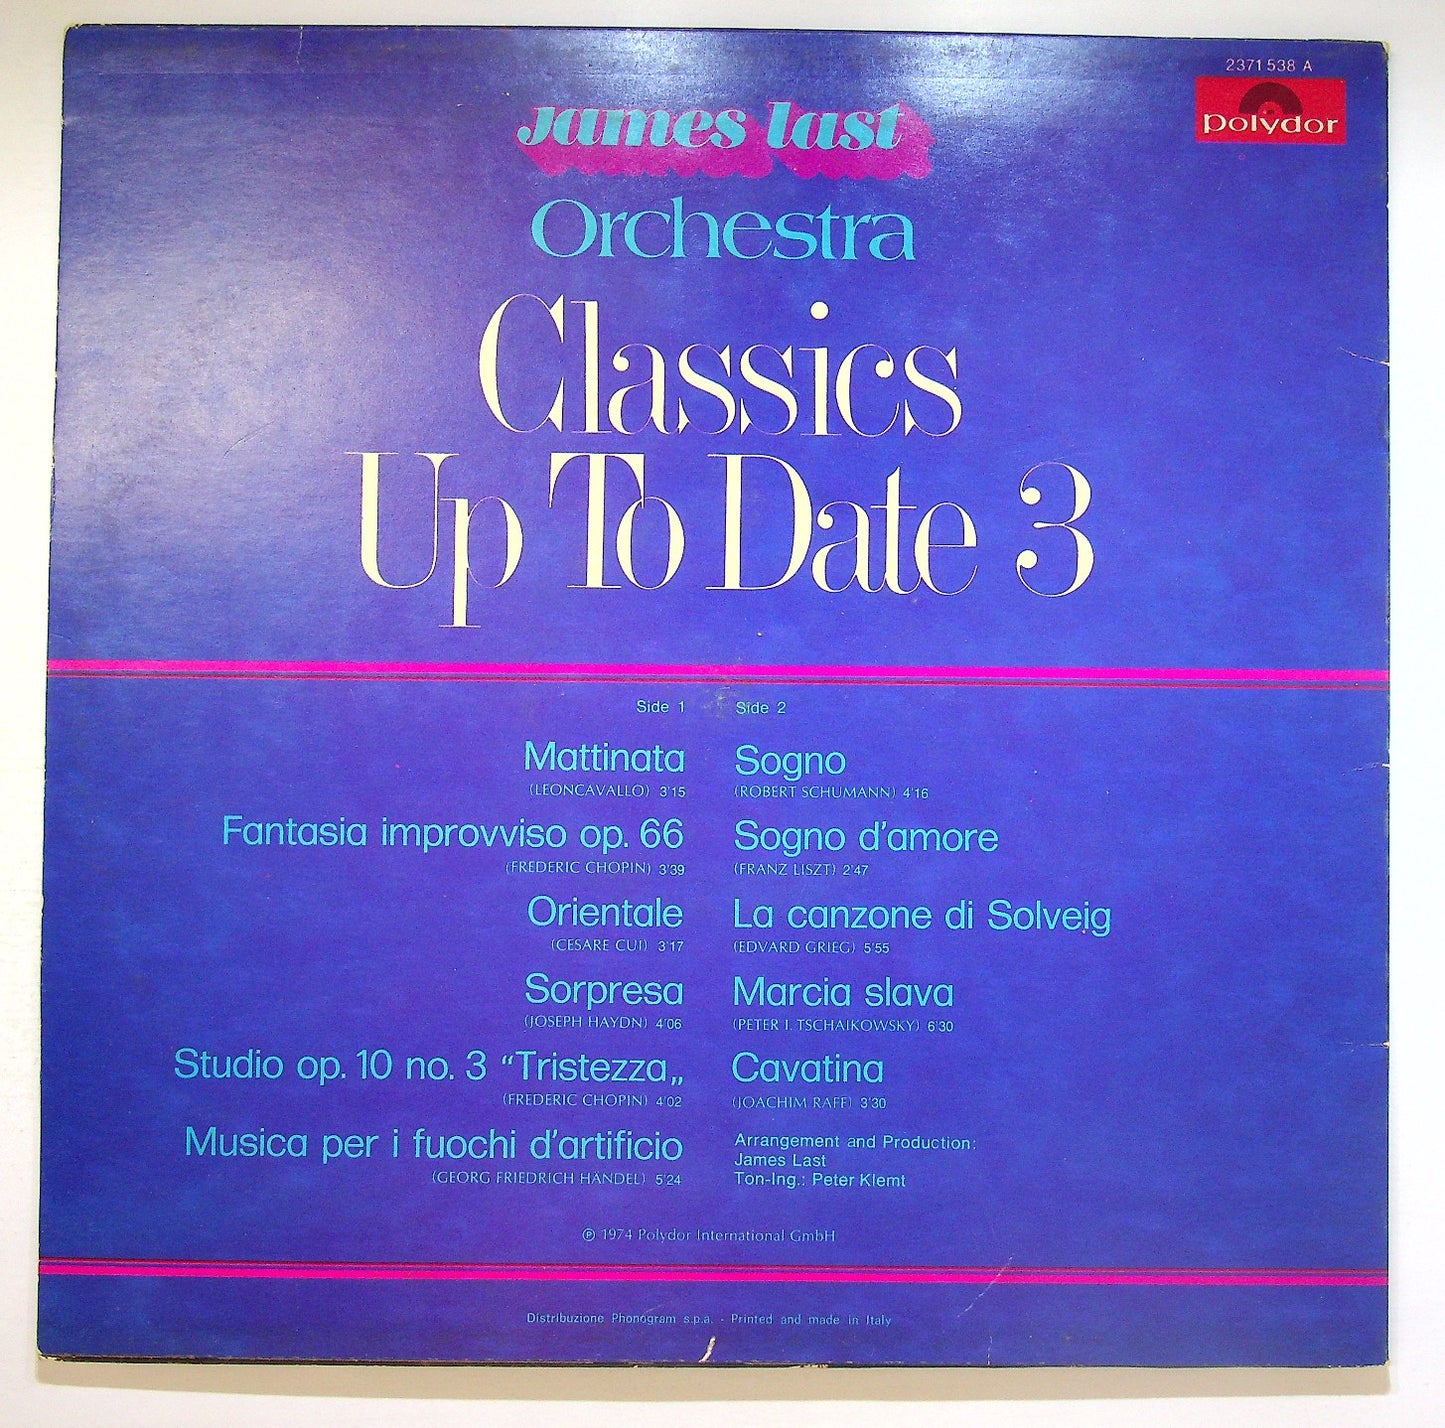 2371 538 A
polydor
james last
Orchestra
Classics
Up To Date 3
Side 1
Mattinata
(LEONCAVALLO) 3'15
Fantasia improvviso op. 66
(FREDERIC CHOPIN) 3'39
Orientale
(CESARE CUI) 3'17
Sorpresa
(JOSEPH HAYDN) 4'06
Studio op. 10 no. 3 “Tristezza„
(FREDERIC CHOPIN) 4'02
Musica per i fuochi d'artificio
(GEORG FRIEDRICH HÄNDEL) 5'24
Side 2
Sogno
(ROBERT SCHUMANN) 4'16
Sogno d'amore
(FRANZ LISZT) 2'47
La canzone di Solveig
(EDVARD GRIEG) 5'55
Marcia slava
(PETER I. TSCHAIKOWSKY) 6'30
Cavatina
(JOACHIM RAFF) 3'30
Arrangement and Production:
James Last
Ton-Ing.: Peter Klemt
℗ 1974 Polydor International GmbH
Distribuzione Phonogram s.p.a. - Printed and made in Italy